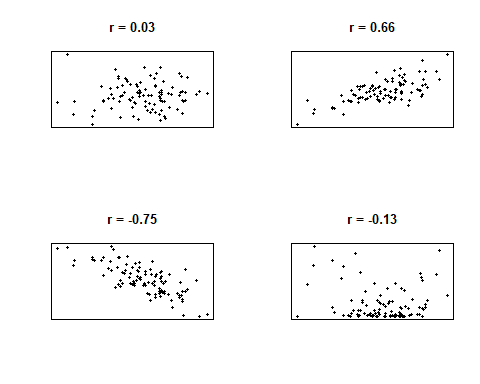 r = 0.03
r = 0.66
r = -0.75
r = -0.13